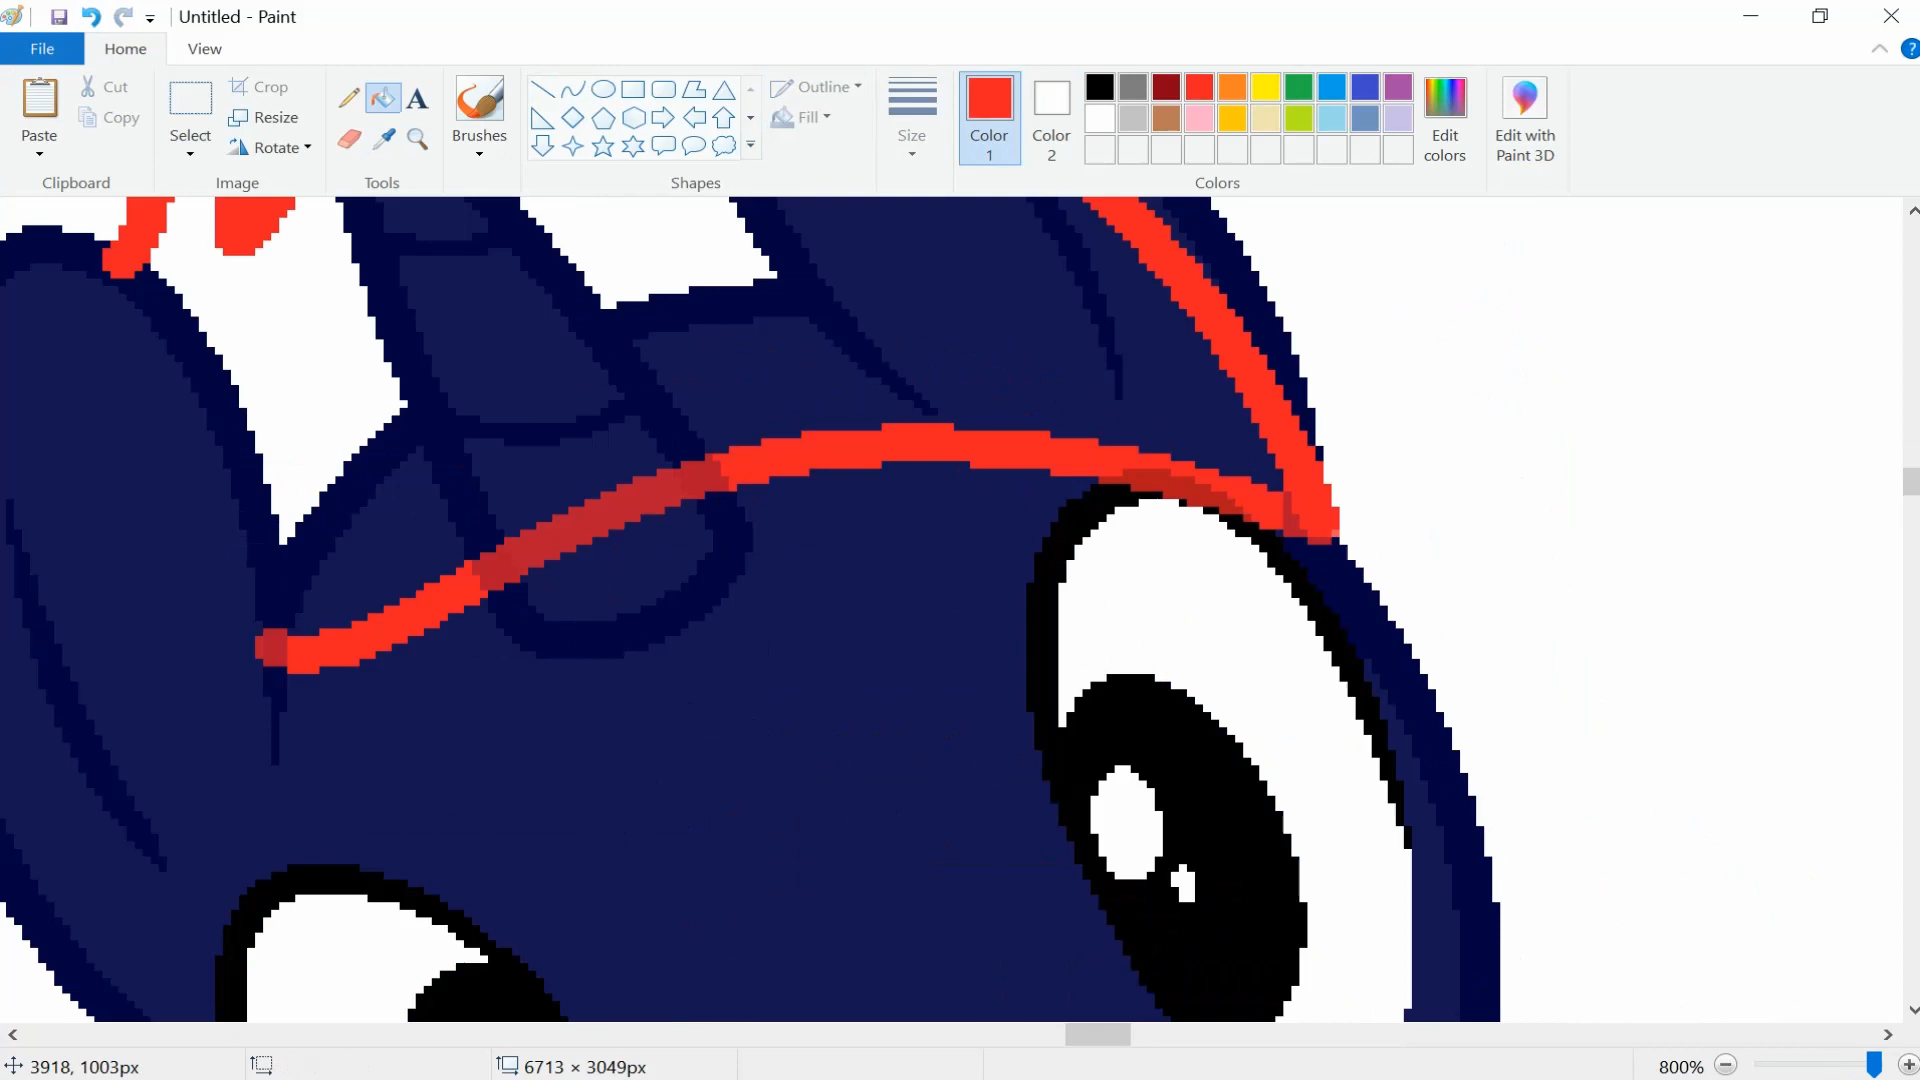 Untitled - Paint
File Home View
Paste
Cut
Copy
Clipboard
Select
Crop
Resize
Rotate
Image
A
Tools
Brushes
Outline
Fill
Shapes
Size
Color 1
Color 2
Edit colors
Colors
Edit with Paint 3D
?
3918, 1003px
6713 × 3049px
800%